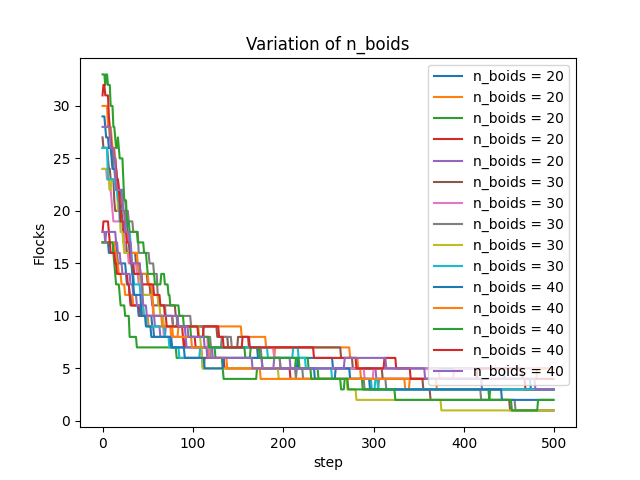 Variation of n_boids
Flocks
30
25
20
15
10
5
0
0 100 200 300 400 500
step
n_boids = 20
n_boids = 20
n_boids = 20
n_boids = 20
n_boids = 20
n_boids = 30
n_boids = 30
n_boids = 30
n_boids = 30
n_boids = 30
n_boids = 40
n_boids = 40
n_boids = 40
n_boids = 40
n_boids = 40